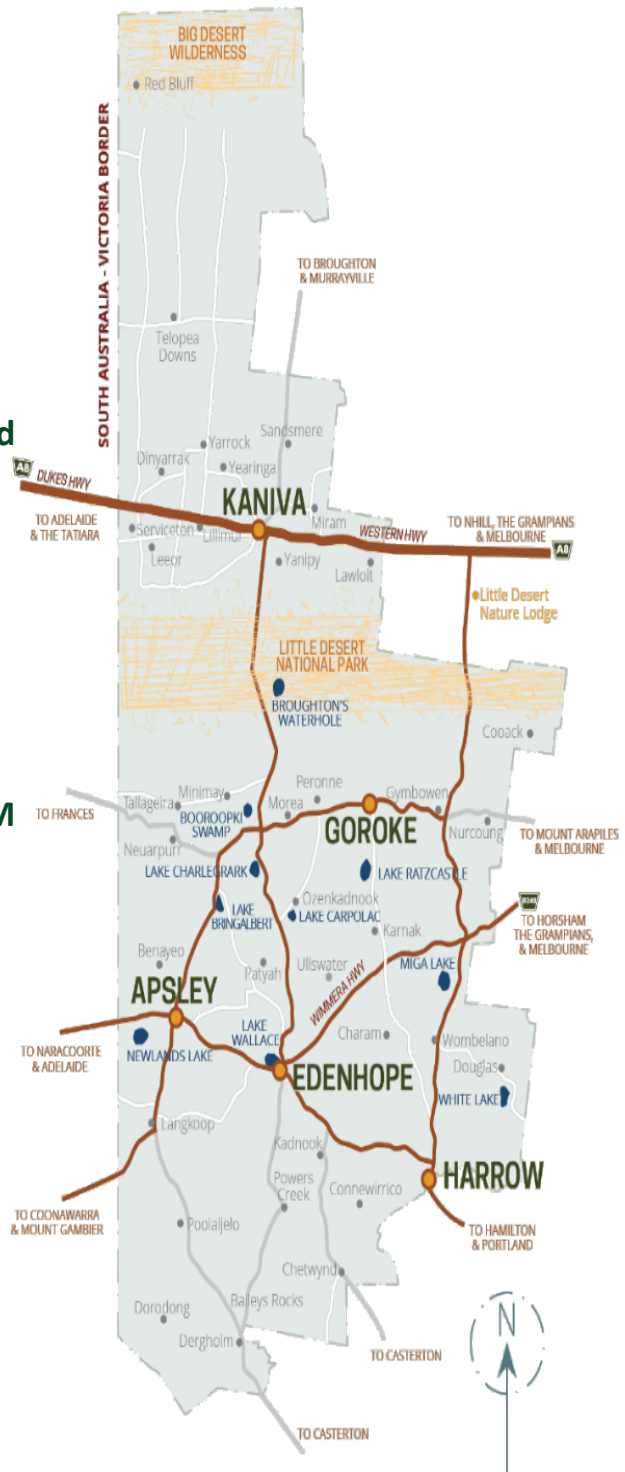 BIG DESERT
WILDERNESS
Red Bluff
SOUTH AUSTRALIA - VICTORIA BORDER
TO BROUGHTON
& MURRAYVILLE
Telopea
Downs
d
Sandsmere
Yarrock
Dinyarrak
Yearinga
A8
DUKES HWY
KANIVA
TO ADELAIDE
& THE TATIARA
Serviceton
Lillimur
Miram
WESTERN HWY
TO NHILL, THE GRAMPIANS
& MELBOURNE
A8
Leeor
Yanipy
Lawloit
Little Desert
Nature Lodge
LITTLE DESERT
NATIONAL PARK
BROUGHTON'S
WATERHOLE
Cooack
Peronne
Minimay
Gymbowen
Tallageira
M
TO FRANCES
BOOROOPKI
SWAMP
Morea
GOROKE
Nurcoung
TO MOUNT ARAPILES
& MELBOURNE
Neuarpurr
LAKE CHARLEGRARK
LAKE RATZCASTLE
Ozenkadnook
LAKE
BRINGALBERT
LAKE CARPOLAC
Karnak
TO HORSHAM
THE GRAMPIANS,
& MELBOURNE
Benayeo
Patyah
Ullswater
WIMMERA HWY
MIGA LAKE
APSLEY
LAKE
WALLACE
Charam
Wombelano
TO NARACOORTE
& ADELAIDE
NEWLANDS LAKE
EDENHOPE
Douglas
WHITE LAKE
Langkoop
Kadnook
HARROW
Powers
Creek
Connewirrico
TO COONAWARRA
& MOUNT GAMBIER
Poolaijelo
TO HAMILTON
& PORTLAND
Chetwynd
Baileys Rocks
Dorodong
Dergholm
N
TO CASTERTON
TO CASTERTON